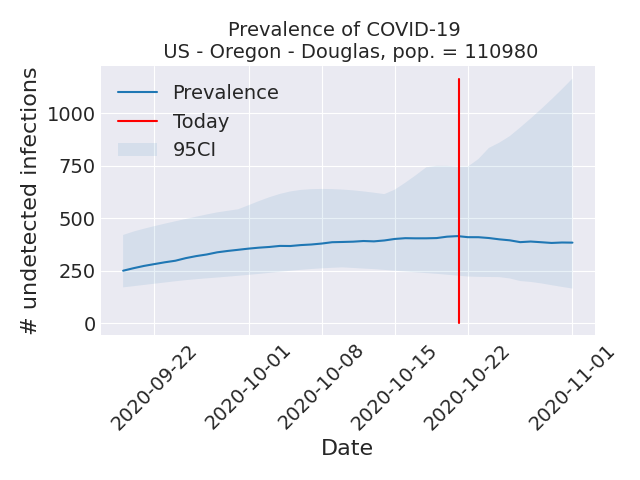 Prevalence of COVID-19
US - Oregon - Douglas, pop. = 110980
# undetected infections
1000
750
500
250
0
Prevalence
Today
95CI
2020-09-22
2020-10-01
2020-10-08
2020-10-15
2020-10-22
2020-11-01
Date